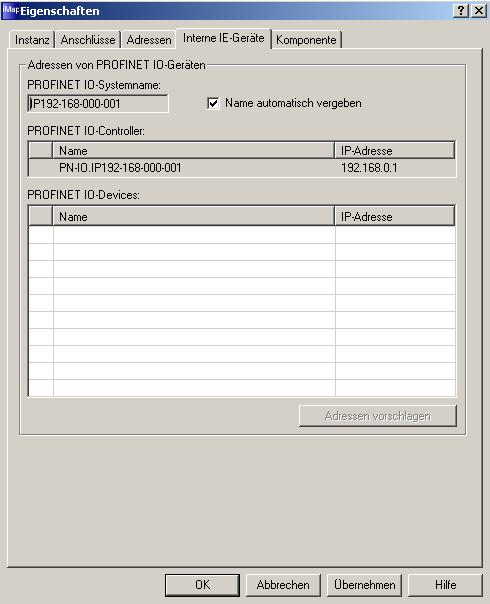 iMap Eigenschaften
Instanz Anschlüsse Adressen Interne IE-Geräte Komponente
Adressen von PROFINET IO-Geräten
PROFINET IO-Systemname:
IP192-168-000-001 Name automatisch vergeben
PROFINET IO-Controller:
Name IP-Adresse
PN-IO.IP192-168-000-001 192.168.0.1
PROFINET IO-Devices:
Name IP-Adresse
Adressen vorschlagen
OK Abbrechen Übernehmen Hilfe